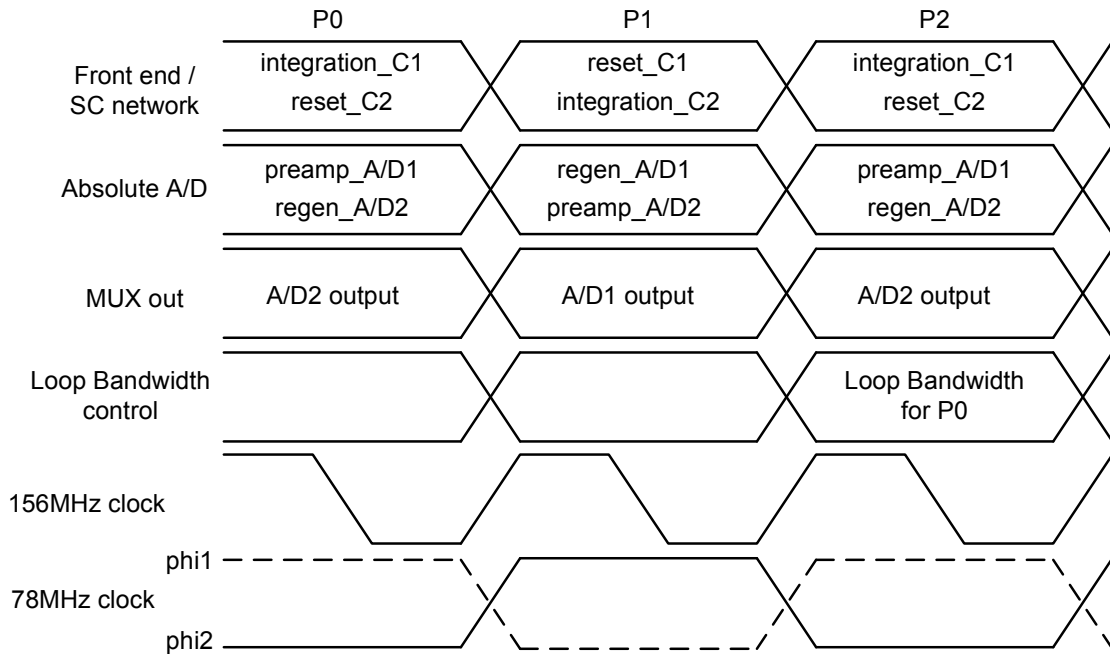 P0
P1
P2
Front end /
SC network
integration_C1
reset_C2
reset_C1
integration_C2
integration_C1
reset_C2
Absolute A/D
preamp_A/D1
regen_A/D2
regen_A/D1
preamp_A/D2
preamp_A/D1
regen_A/D2
MUX out
A/D2 output
A/D1 output
A/D2 output
Loop Bandwidth
control
Loop Bandwidth
for P0
156MHz clock
phi1
78MHz clock
phi2